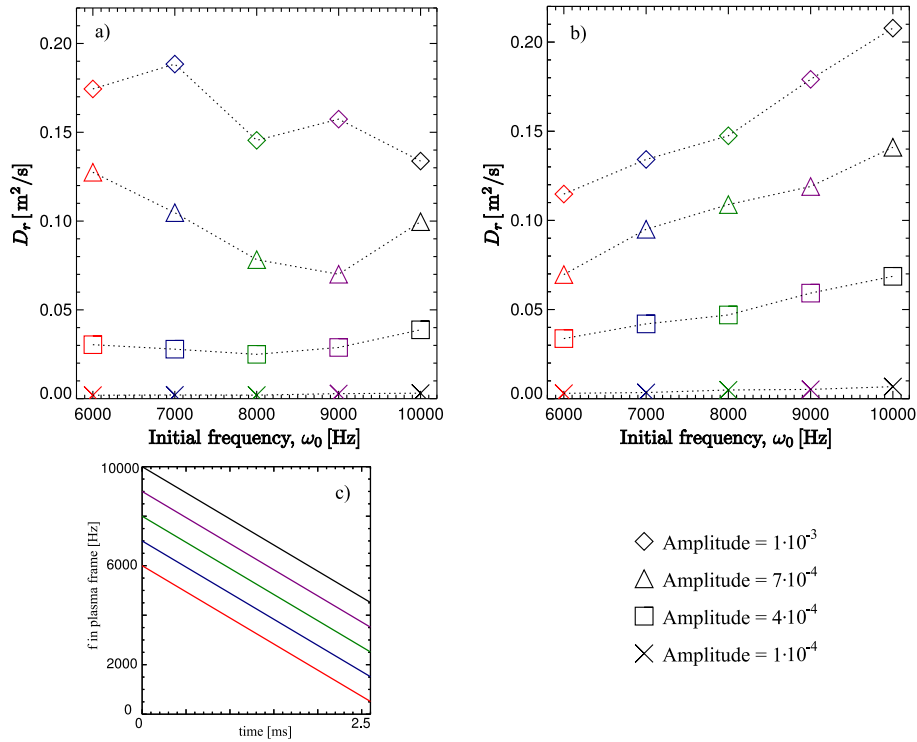 a)
0.20
0.15
0.10
0.05
0.00
D_r [m²/s]
6000 7000 8000 9000 10000
Initial frequency, ω₀ [Hz]
b)
0.20
0.15
0.10
0.05
0.00
D_r [m²/s]
6000 7000 8000 9000 10000
Initial frequency, ω₀ [Hz]
c)
10000
6000
2000
0
f in plasma frame [Hz]
0 2.5
time [ms]
Amplitude = 1·10⁻³
Amplitude = 7·10⁻⁴
Amplitude = 4·10⁻⁴
Amplitude = 1·10⁻⁴